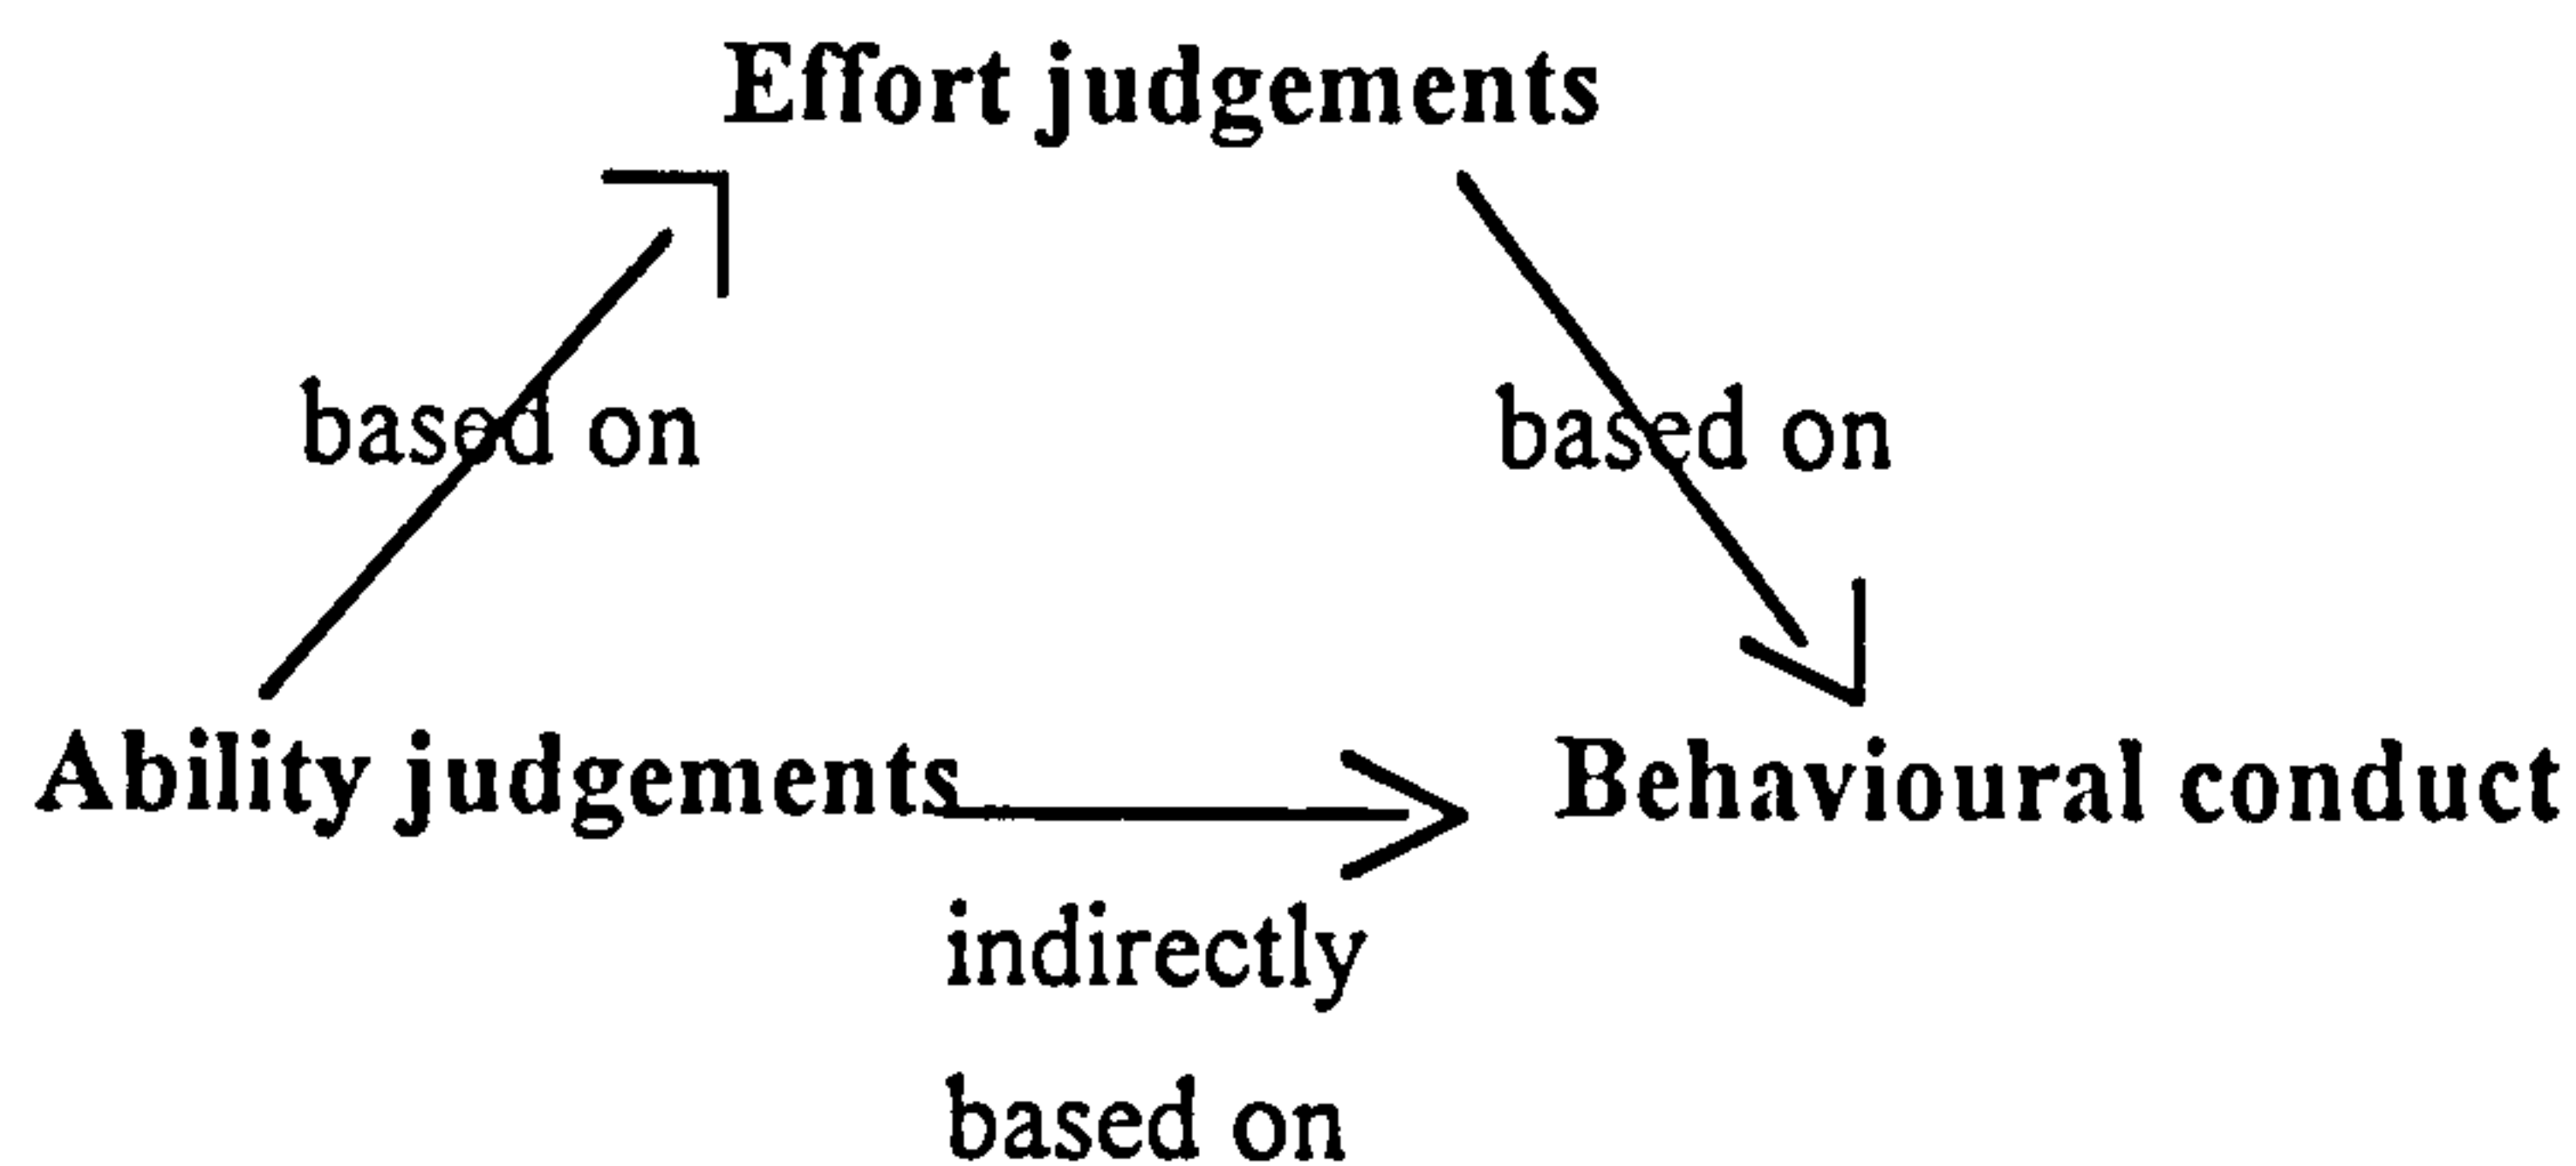 Effort judgements
based on
based on
Ability judgements
Behavioural conduct
indirectly
based on